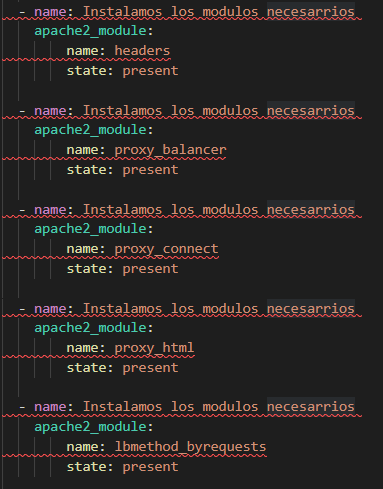 - name: Instalamos los modulos necesarrios
apache2_module:
name: headers
state: present
- name: Instalamos los modulos necesarrios
apache2_module:
name: proxy_balancer
state: present
- name: Instalamos los modulos necesarrios
apache2_module:
name: proxy_connect
state: present
- name: Instalamos los modulos necesarrios
apache2_module:
name: proxy_html
state: present
- name: Instalamos los modulos necesarrios
apache2_module:
name: lbmethod_byrequests
state: present